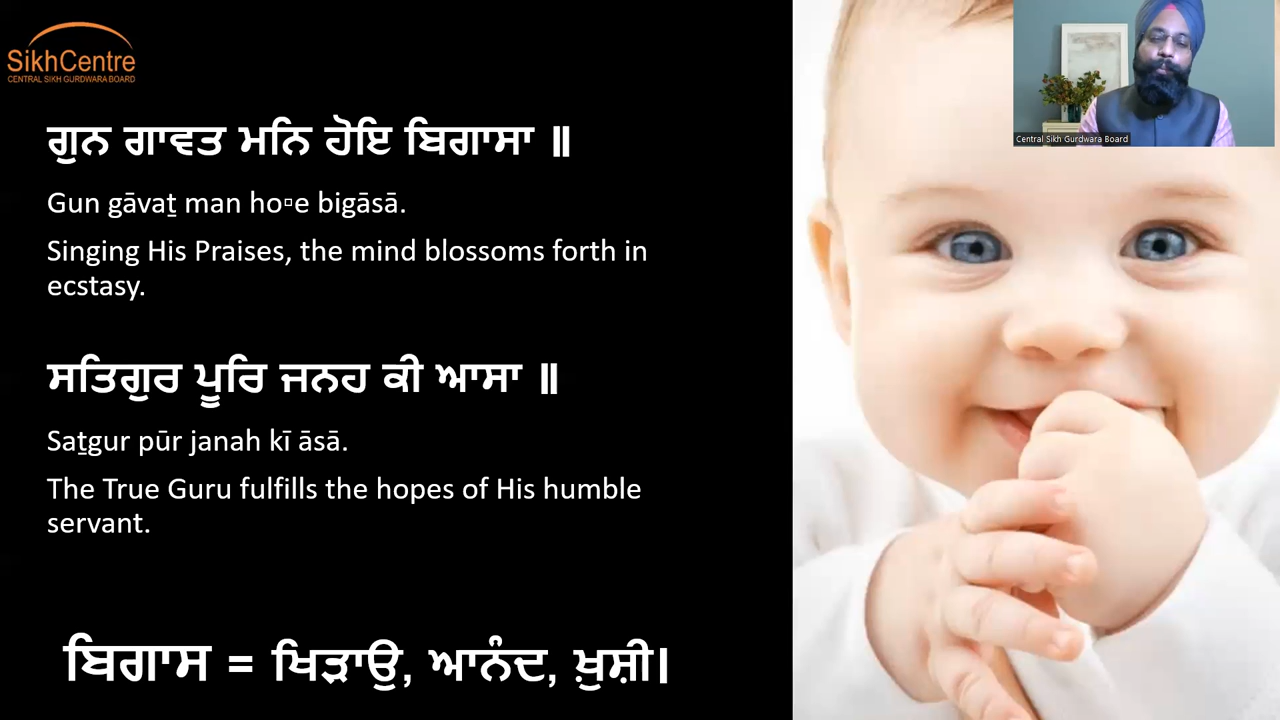 SikhCentre
CENTRAL SIKH GURDWARA BOARD
Central Sikh Gurdwara Board
ਗੁਨ ਗਾਵਤ ਮਨਿ ਹੋਇ ਬਿਗਾਸਾ ॥
Gun gāvaṯ man ho▫e bigāsā.
Singing His Praises, the mind blossoms forth in
ecstasy.
ਸਤਿਗੁਰ ਪੂਰਿ ਜਨਹ ਕੀ ਆਸਾ ॥
Saṯgur pūr janah kī āsā.
The True Guru fulfills the hopes of His humble
servant.
ਬਿਗਾਸ = ਖਿੜਾਉ, ਆਨੰਦ, ਖ਼ੁਸ਼ੀ।